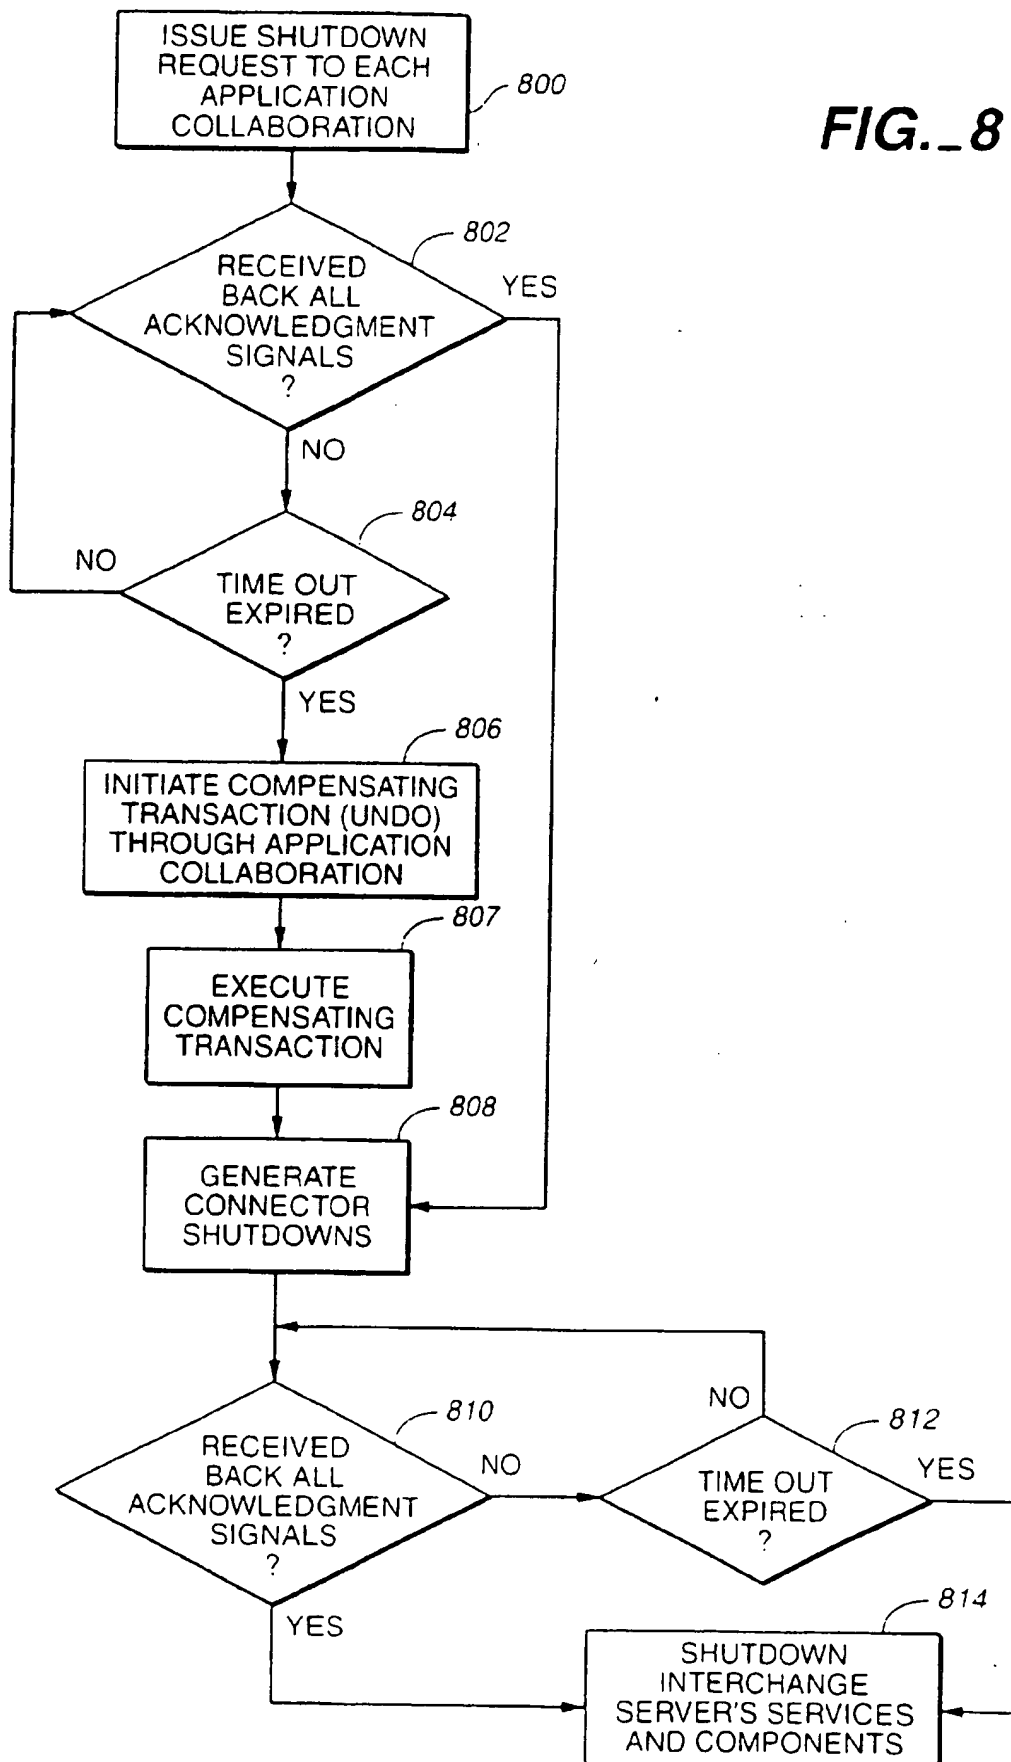 ISSUE SHUTDOWN
REQUEST TO EACH
APPLICATION
COLLABORATION
800
FIG._8
802
RECEIVED
BACK ALL
ACKNOWLEDGMENT
SIGNALS
?
YES
NO
804
NO
TIME OUT
EXPIRED
?
YES
806
INITIATE COMPENSATING
TRANSACTION (UNDO)
THROUGH APPLICATION
COLLABORATION
807
EXECUTE
COMPENSATING
TRANSACTION
808
GENERATE
CONNECTOR
SHUTDOWNS
810
RECEIVED
BACK ALL
ACKNOWLEDGMENT
SIGNALS
?
NO
YES
NO
812
TIME OUT
EXPIRED
?
YES
814
SHUTDOWN
INTERCHANGE
SERVER'S SERVICES
AND COMPONENTS